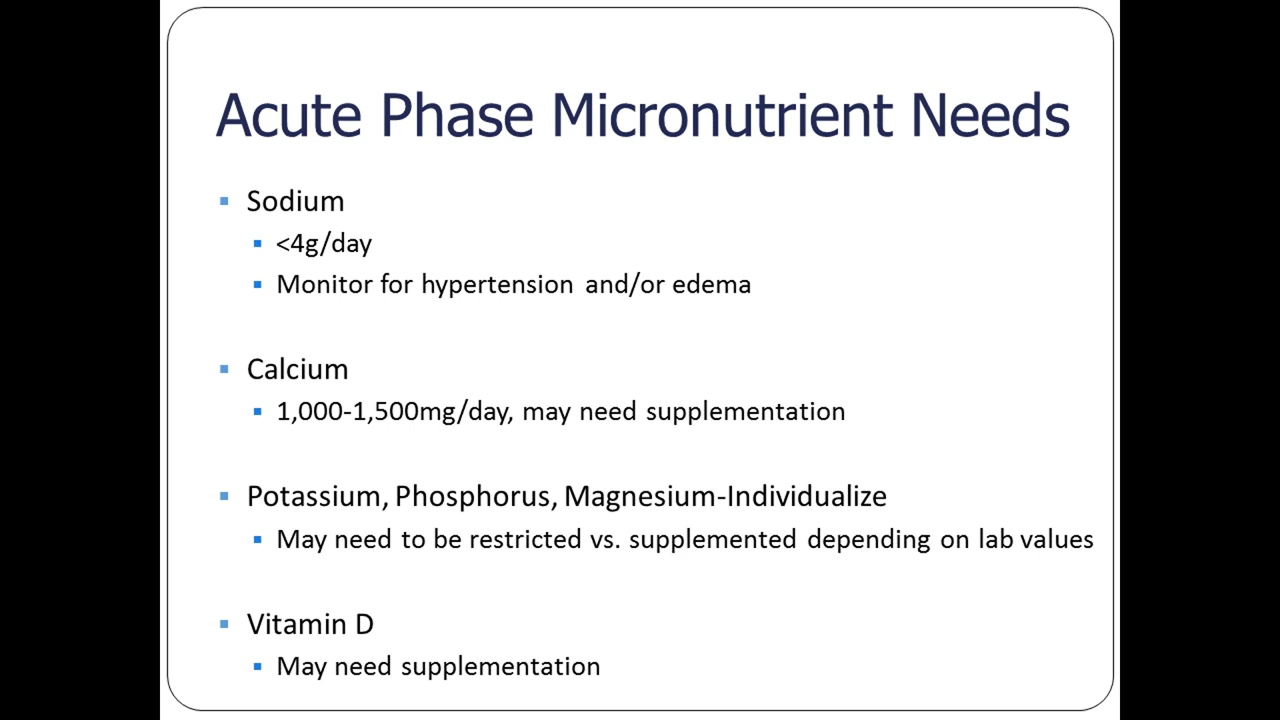 Acute Phase Micronutrient Needs
Sodium
<4g/day
Monitor for hypertension and/or edema
Calcium
1,000-1,500mg/day, may need supplementation
Potassium, Phosphorus, Magnesium-Individualize
May need to be restricted vs. supplemented depending on lab values
Vitamin D
May need supplementation